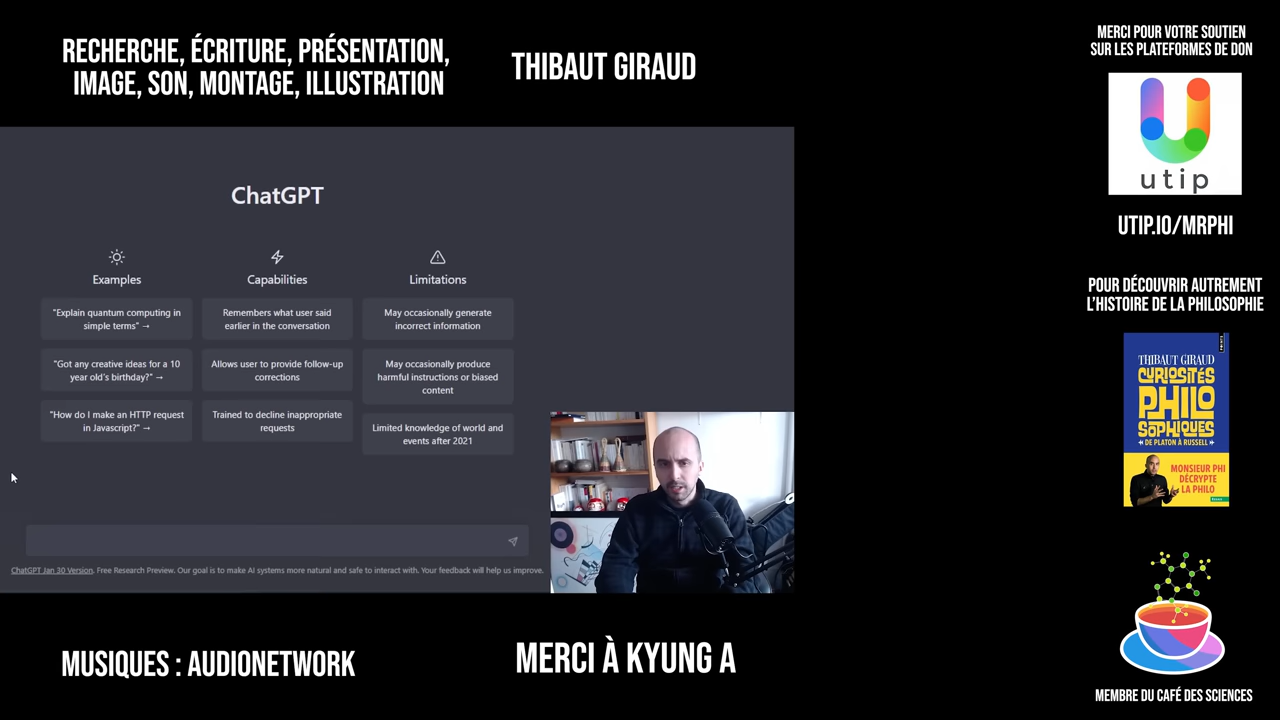 RECHERCHE, ÉCRITURE, PRÉSENTATION,
IMAGE, SON, MONTAGE, ILLUSTRATION
THIBAUT GIRAUD
MERCI POUR VOTRE SOUTIEN
SUR LES PLATEFORMES DE DON
utip
UTIP.IO/MRPHI
POUR DÉCOUVRIR AUTREMENT
L'HISTOIRE DE LA PHILOSOPHIE
THIBAUT GIRAUD
CURIOSITÉS
PHILO
SOPHIQUES
DE PLATON À RUSSELL
MONSIEUR PHI
DÉCRYPTE
LA PHILO
MEMBRE DU CAFÉ DES SCIENCES
ChatGPT
Examples
"Explain quantum computing in
simple terms" →
"Got any creative ideas for a 10
year old's birthday?" →
"How do I make an HTTP request
in Javascript?" →
Capabilities
Remembers what user said
earlier in the conversation
Allows user to provide follow-up
corrections
Trained to decline inappropriate
requests
Limitations
May occasionally generate
incorrect information
May occasionally produce
harmful instructions or biased
content
Limited knowledge of world and
events after 2021
ChatGPT Jan 30 Version. Free Research Preview. Our goal is to make AI systems more natural and safe to interact with. Your feedback will help us improve.
MUSIQUES : AUDIONETWORK
MERCI À KYUNG A